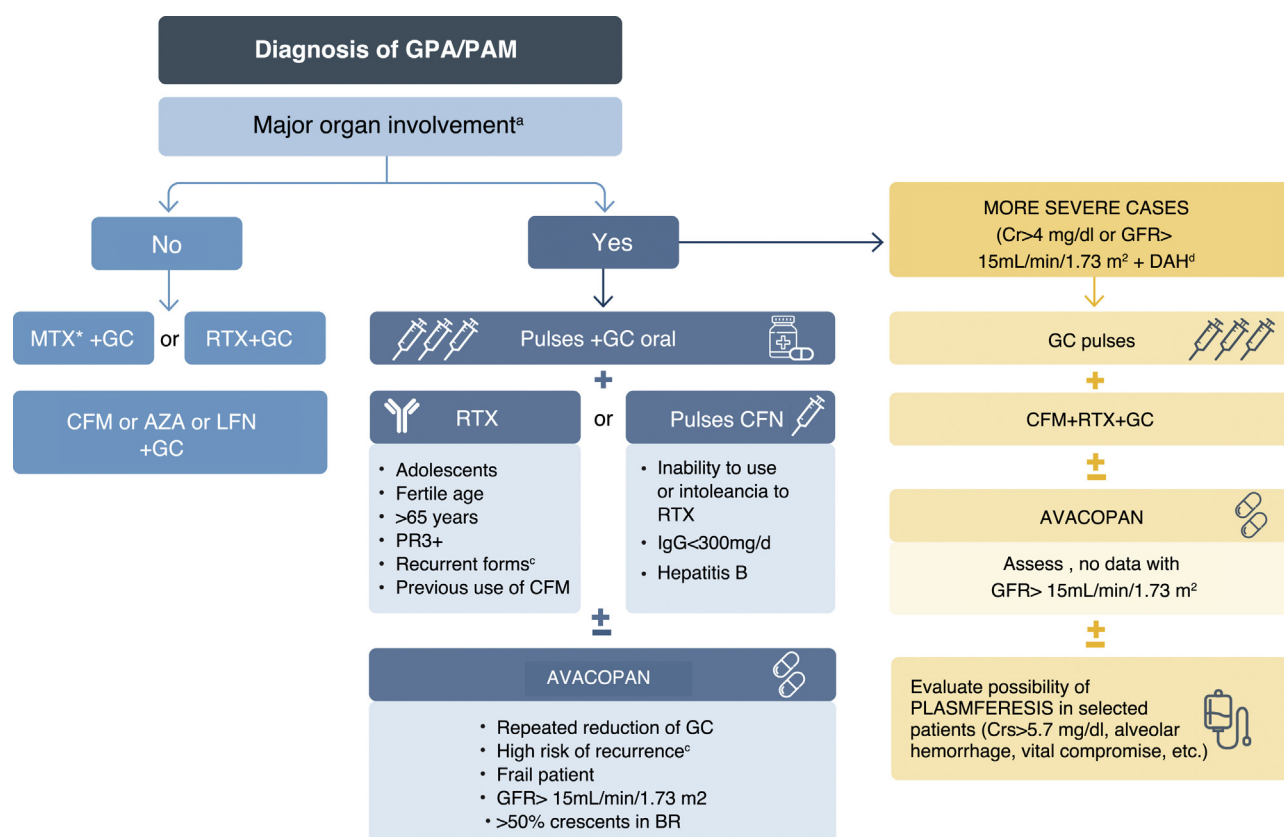 Diagnosis of GPA/PAM
Major organ involvementᵃ
No
Yes
MTX* +GC
or
RTX+GC
CFM or AZA or LFN
+GC
Pulses +GC oral
+
RTX
or
Pulses CFN
• Adolescents
• Fertile age
• >65 years
• PR3+
• Recurrent formsᶜ
• Previous use of CFM
• Inability to use
or intoleancia to
RTX
• IgG<300mg/d
• Hepatitis B
±
AVACOPAN
• Repeated reduction of GC
• High risk of recurrenceᶜ
• Frail patient
• GFR> 15mL/min/1.73 m2
• >50% crescents in BR
MORE SEVERE CASES
(Cr>4 mg/dl or GFR>
15mL/min/1.73 m² + DAHᵈ
GC pulses
+
CFM+RTX+GC
±
AVACOPAN
Assess , no data with
GFR> 15mL/min/1.73 m²
±
Evaluate possibility of
PLASMFERESIS in selected
patients (Crs>5.7 mg/dl, alveolar
hemorrhage, vital compromise, etc.)